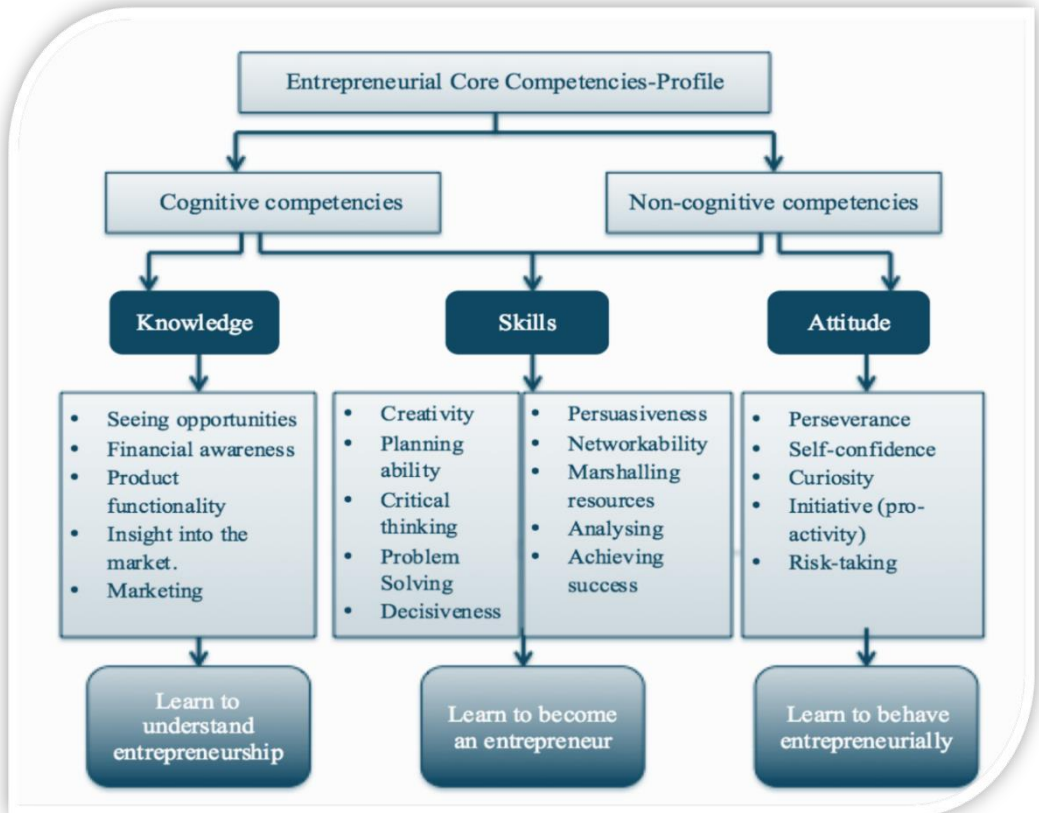 Entrepreneurial Core Competencies-Profile
Cognitive competencies
Non-cognitive competencies
Knowledge
Skills
Attitude
• Seeing opportunities
• Financial awareness
• Product
functionality
• Insight into the
market.
• Marketing
• Creativity
• Planning
ability
• Critical
thinking
• Problem
Solving
• Decisiveness
• Persuasiveness
• Networkability
• Marshalling
resources
• Analysing
• Achieving
success
• Perseverance
• Self-confidence
• Curiosity
• Initiative (pro-
activity)
• Risk-taking
Learn to
understand
entrepreneurship
Learn to become
an entrepreneur
Learn to behave
entrepreneurially